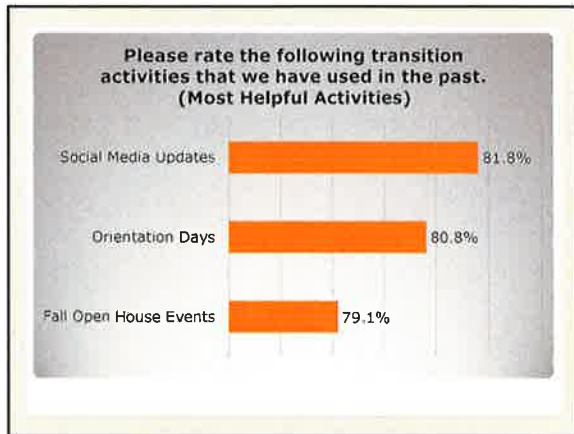 Please rate the following transition
activities that we have used in the past.
(Most Helpful Activities)
Social Media Updates 81.8%
Orientation Days 80.8%
Fall Open House Events 79.1%